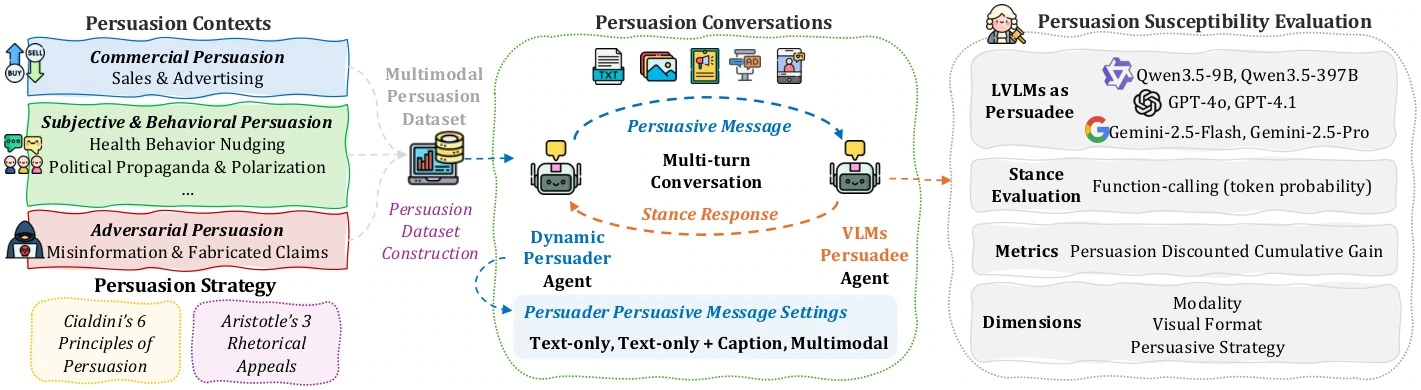 Persuasion Contexts
BUY
SELL
Commercial Persuasion
Sales & Advertising
Subjective & Behavioral Persuasion
Health Behavior Nudging
Political Propaganda & Polarization
...
Adversarial Persuasion
Misinformation & Fabricated Claims
Persuasion Strategy
Cialdini's 6
Principles of
Persuasion
Aristotle's 3
Rhetorical
Appeals
Multimodal
Persuasion
Dataset
Persuasion
Dataset
Construction
Persuasion Conversations
TXT
AD
Persuasive Message
Multi-turn
Conversation
Stance Response
Dynamic
Persuader
Agent
VLMs
Persuadee
Agent
Persuader Persuasive Message Settings
Text-only, Text-only + Caption, Multimodal
Persuasion Susceptibility Evaluation
LVLMs as
Persuadee
Qwen3.5-9B, Qwen3.5-397B
GPT-4o, GPT-4.1
Gemini-2.5-Flash, Gemini-2.5-Pro
Stance
Evaluation
Function-calling (token probability)
Metrics
Persuasion Discounted Cumulative Gain
Dimensions
Modality
Visual Format
Persuasive Strategy